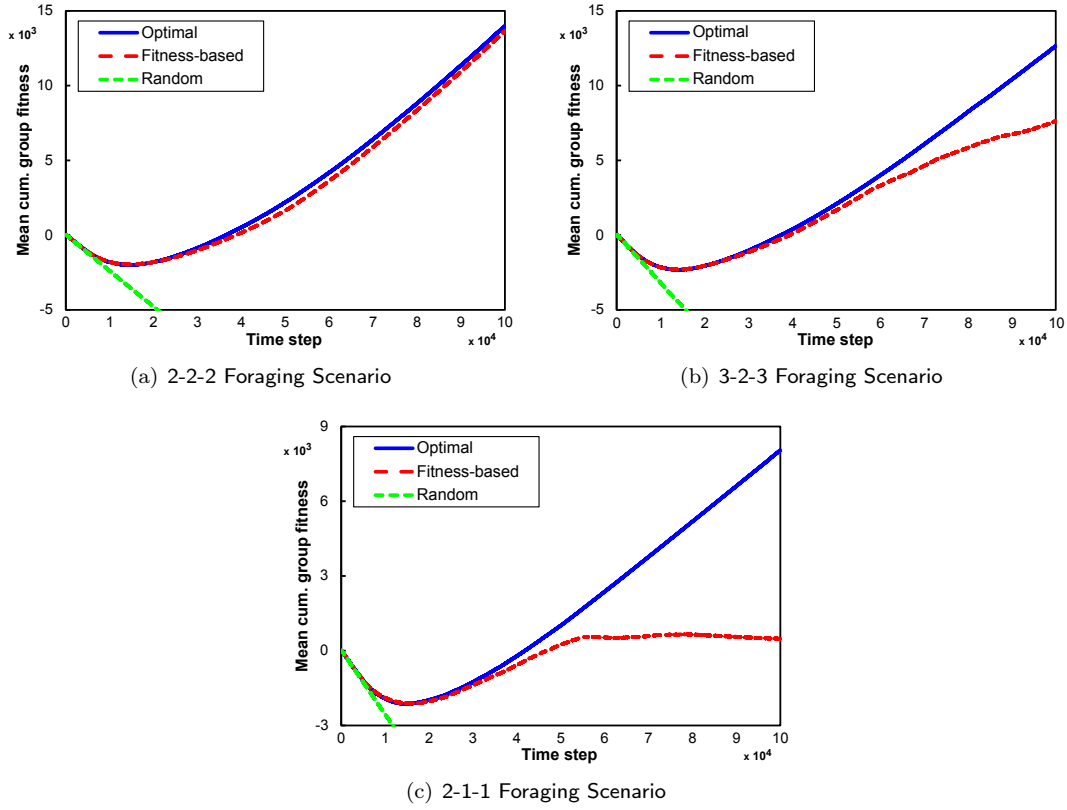 15
x 10³
Optimal
Fitness-based
Random
10
5
0
-5
Mean cum. group fitness
0 1 2 3 4 5 6 7 8 9 10
Time step
x 10⁴
(a) 2-2-2 Foraging Scenario
15
x 10³
Optimal
Fitness-based
Random
10
5
0
-5
Mean cum. group fitness
0 1 2 3 4 5 6 7 8 9 10
Time step
x 10⁴
(b) 3-2-3 Foraging Scenario
9
x 10³
Optimal
Fitness-based
Random
6
3
0
-3
Mean cum. group fitness
0 1 2 3 4 5 6 7 8 9 10
Time step
x 10⁴
(c) 2-1-1 Foraging Scenario